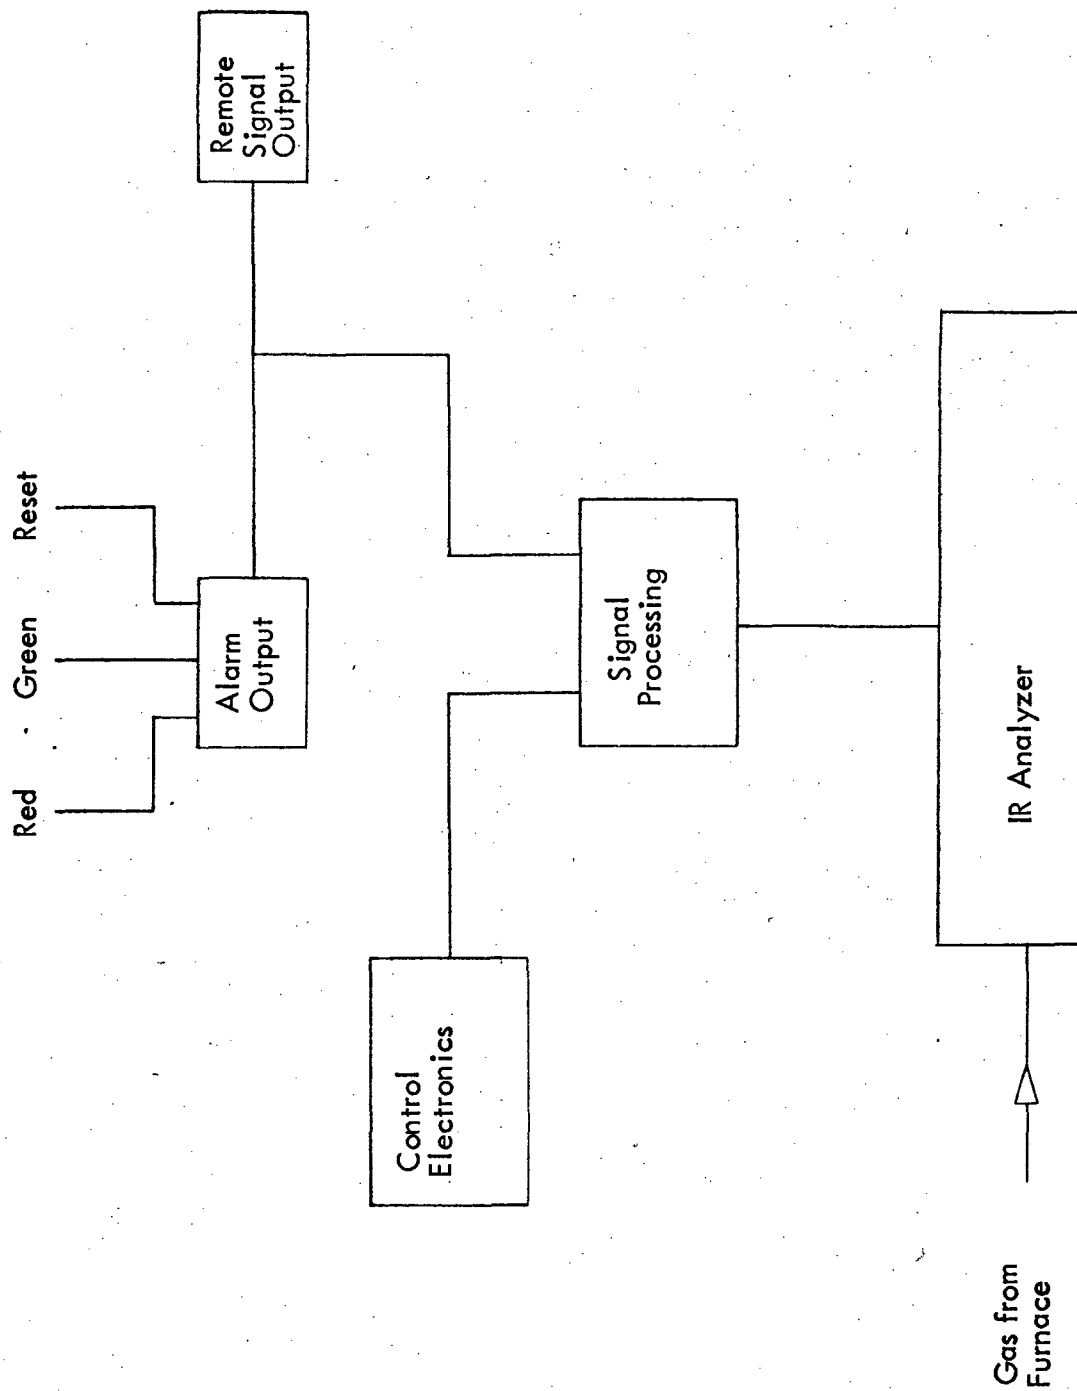 Red
Green
Reset
Alarm
Output
Remote
Signal
Output
Control
Electronics
Signal
Processing
IR Analyzer
Gas from
Furnace